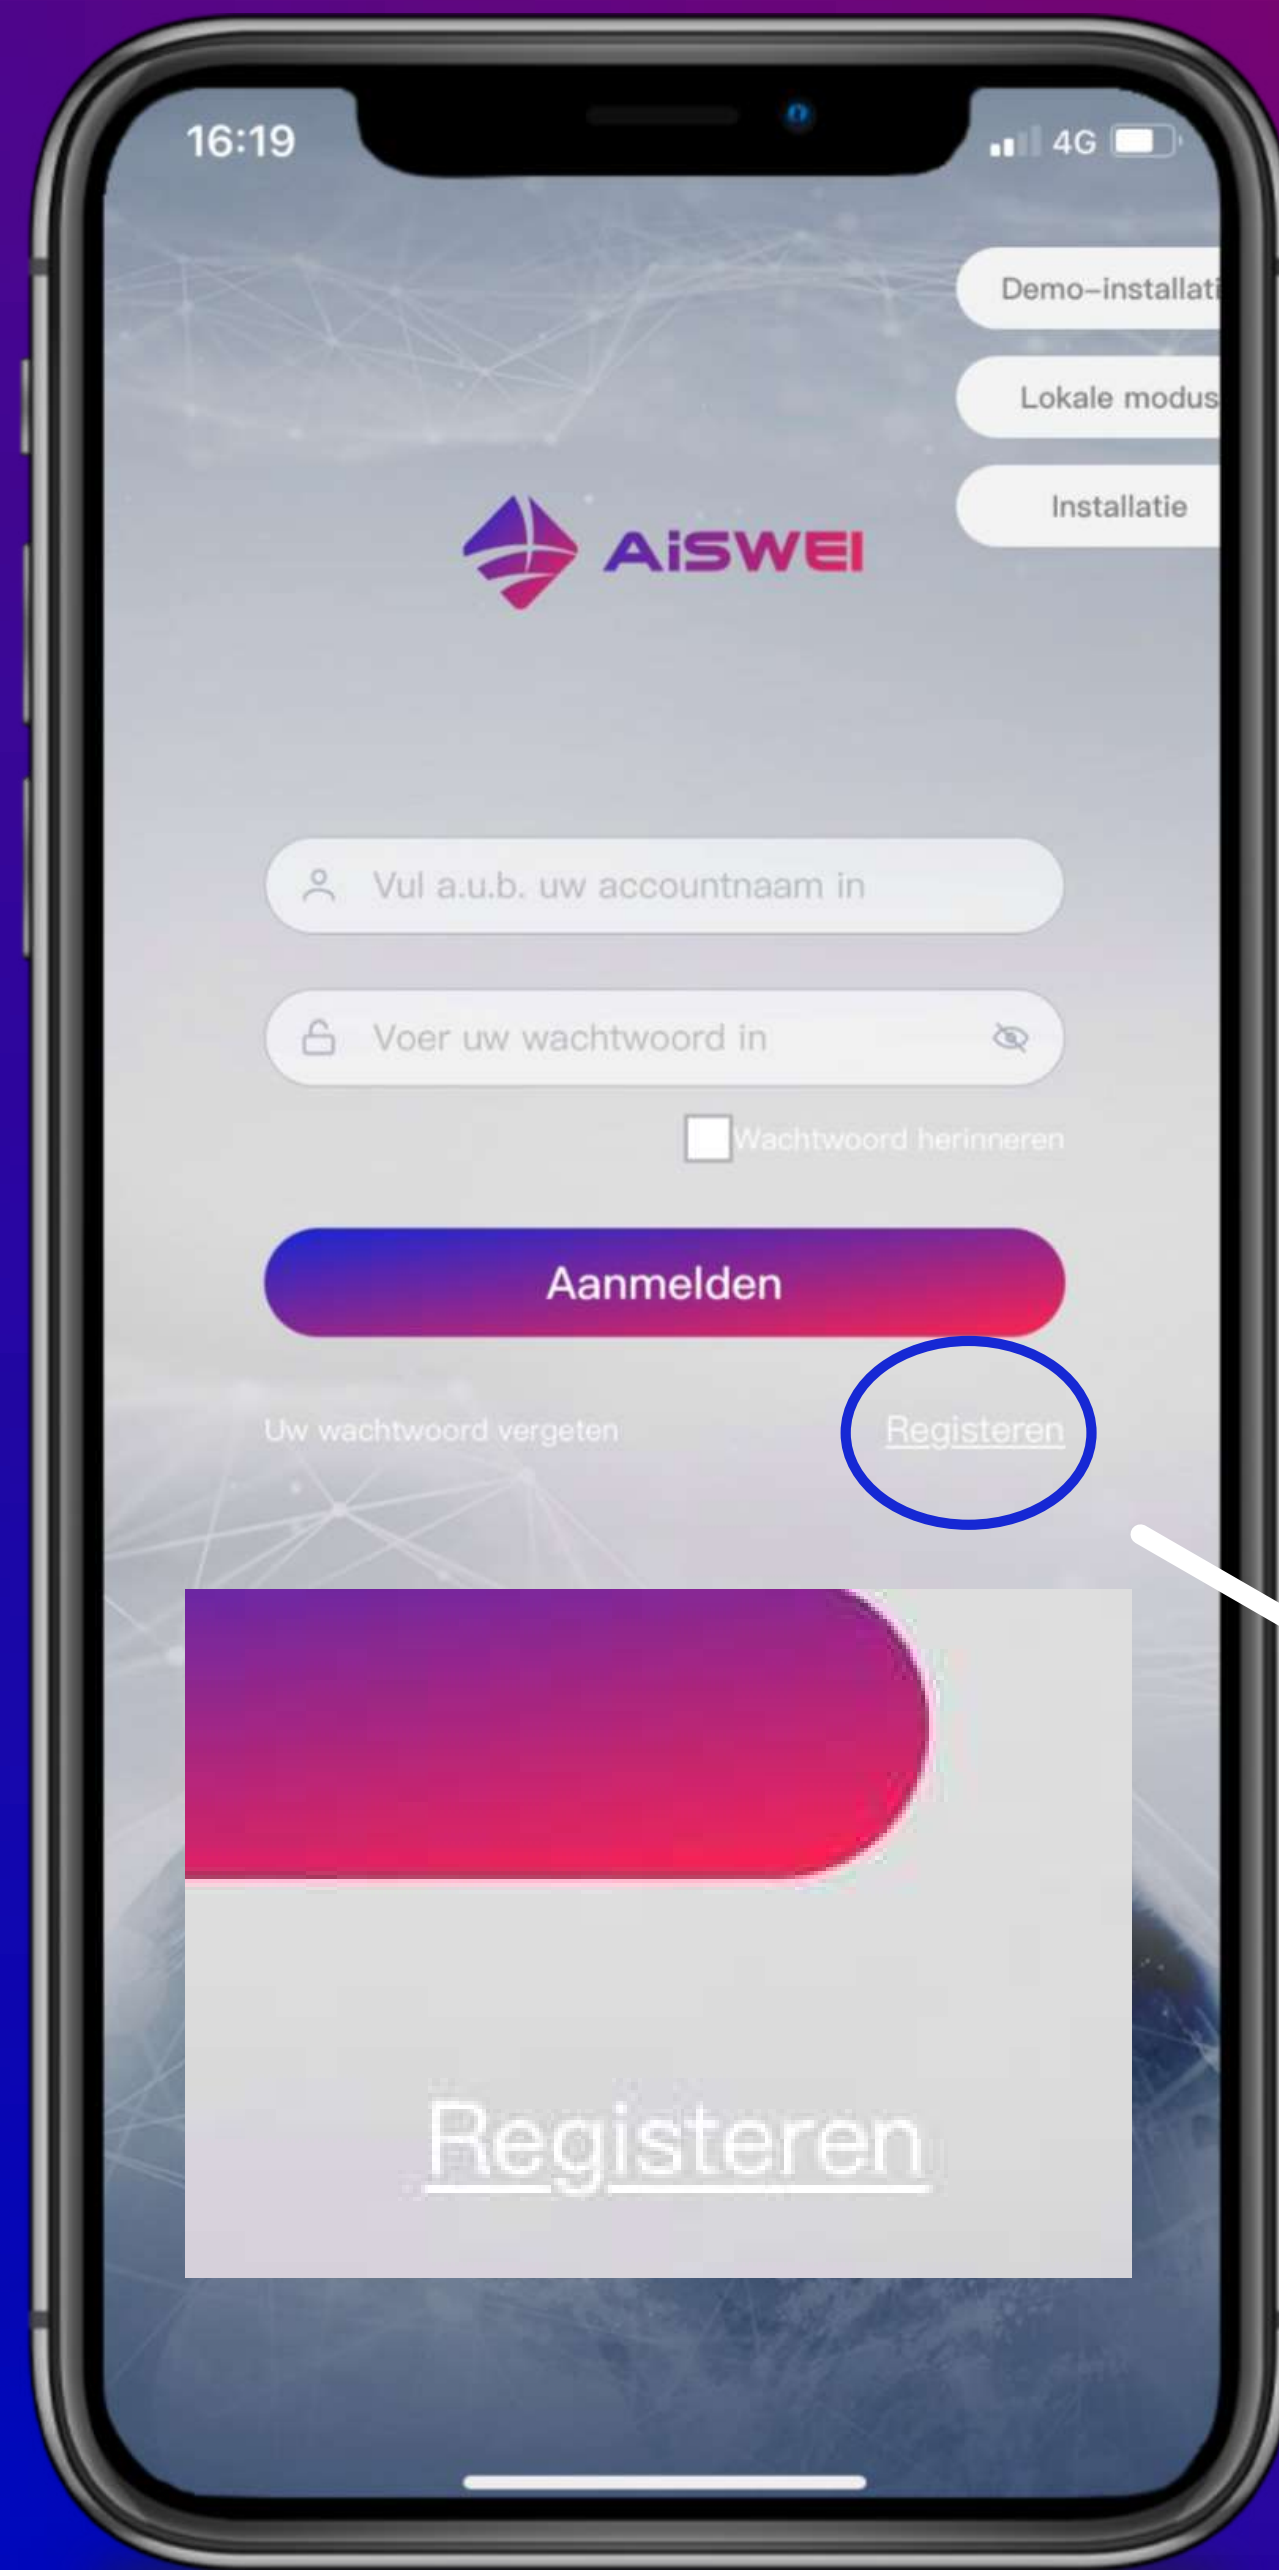 16:19
4G
Demo-installati
Lokale modus
Installatie
AiSWEI
Vul a.u.b. uw accountnaam in
Voer uw wachtwoord in
Wachtwoord herinneren
Aanmelden
Uw wachtwoord vergeten
Registeren
Registeren